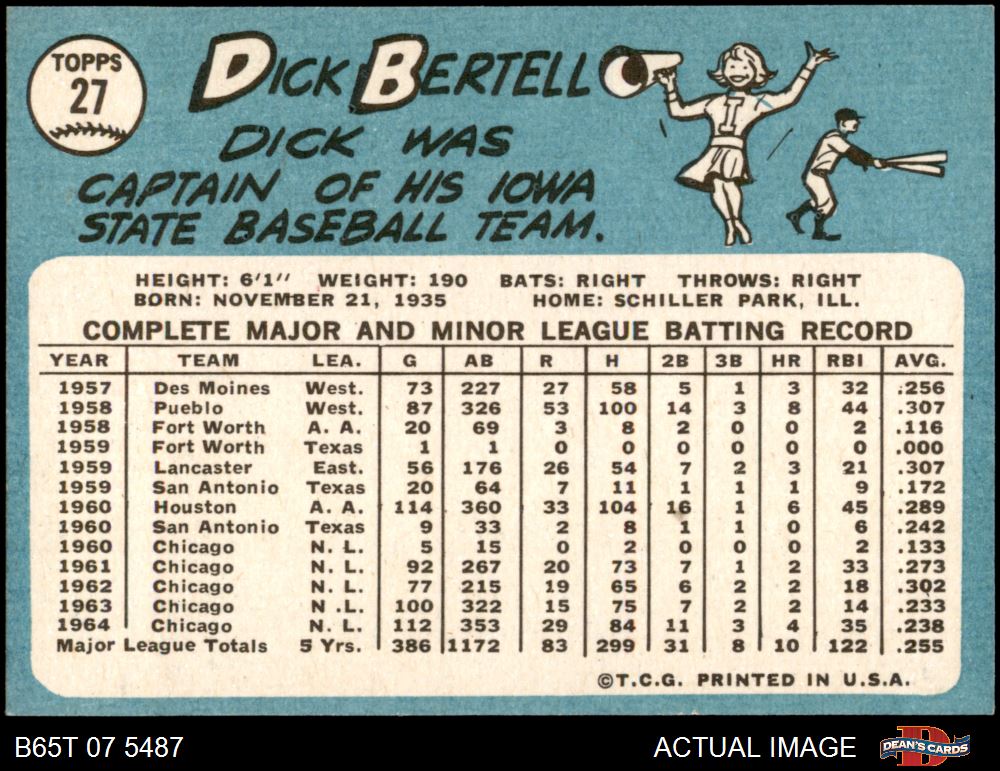 TOPPS
27
DICK BERTELL
DICK WAS
CAPTAIN OF HIS IOWA
STATE BASEBALL TEAM.
I
HEIGHT: 6'1" WEIGHT: 190 BATS: RIGHT THROWS: RIGHT
BORN: NOVEMBER 21, 1935 HOME: SCHILLER PARK, ILL.
COMPLETE MAJOR AND MINOR LEAGUE BATTING RECORD
YEAR TEAM LEA. G AB R H 2B 3B HR RBI AVG.
1957 Des Moines West. 73 227 27 58 5 1 3 32 .256
1958 Pueblo West. 87 326 53 100 14 3 8 44 .307
1958 Fort Worth A. A. 20 69 3 8 2 0 0 2 .116
1959 Fort Worth Texas 1 1 0 0 0 0 0 0 .000
1959 Lancaster East. 56 176 26 54 7 2 3 21 .307
1959 San Antonio Texas 20 64 7 11 1 1 1 9 .172
1960 Houston A. A. 114 360 33 104 16 1 6 45 .289
1960 San Antonio Texas 9 33 2 8 1 1 0 6 .242
1960 Chicago N. L. 5 15 0 2 0 0 0 2 .133
1961 Chicago N. L. 92 267 20 73 7 1 2 33 .273
1962 Chicago N. L. 77 215 19 65 6 2 2 18 .302
1963 Chicago N .L. 100 322 15 75 7 2 2 14 .233
1964 Chicago N. L. 112 353 29 84 11 3 4 35 .238
Major League Totals 5 Yrs. 386 1172 83 299 31 8 10 122 .255
©T.C.G. PRINTED IN U.S.A.
B65T 07 5487 ACTUAL IMAGE D DEAN'S CARDS